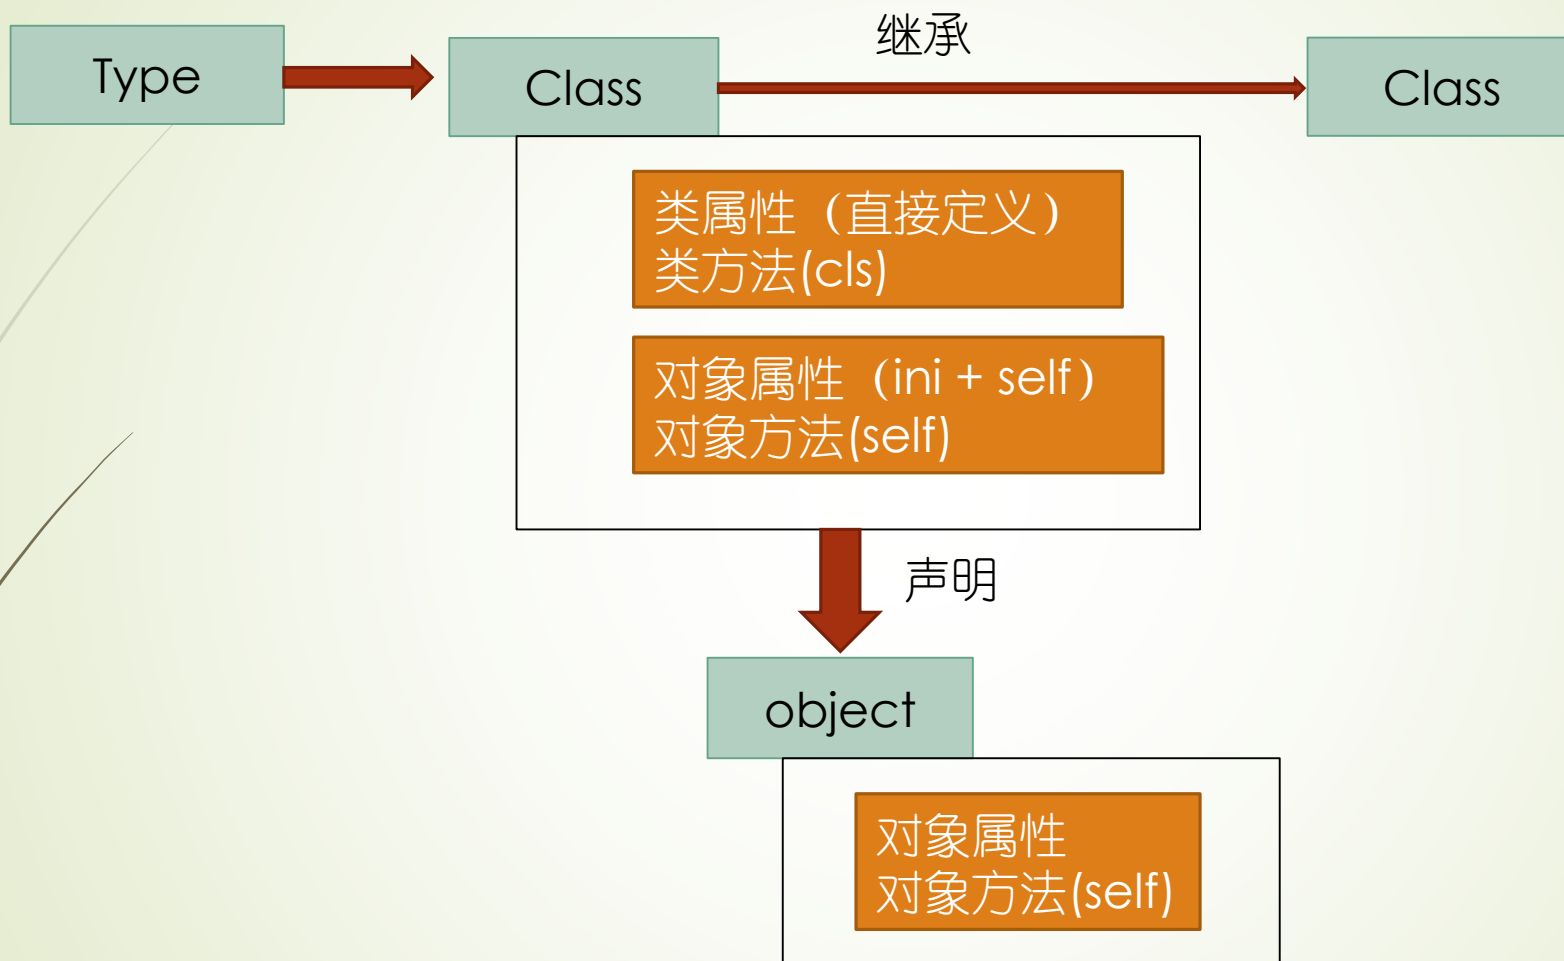 Type
Class
继承
Class
类属性（直接定义）
类方法(cls)
对象属性（ini + self）
对象方法(self)
声明
object
对象属性
对象方法(self)